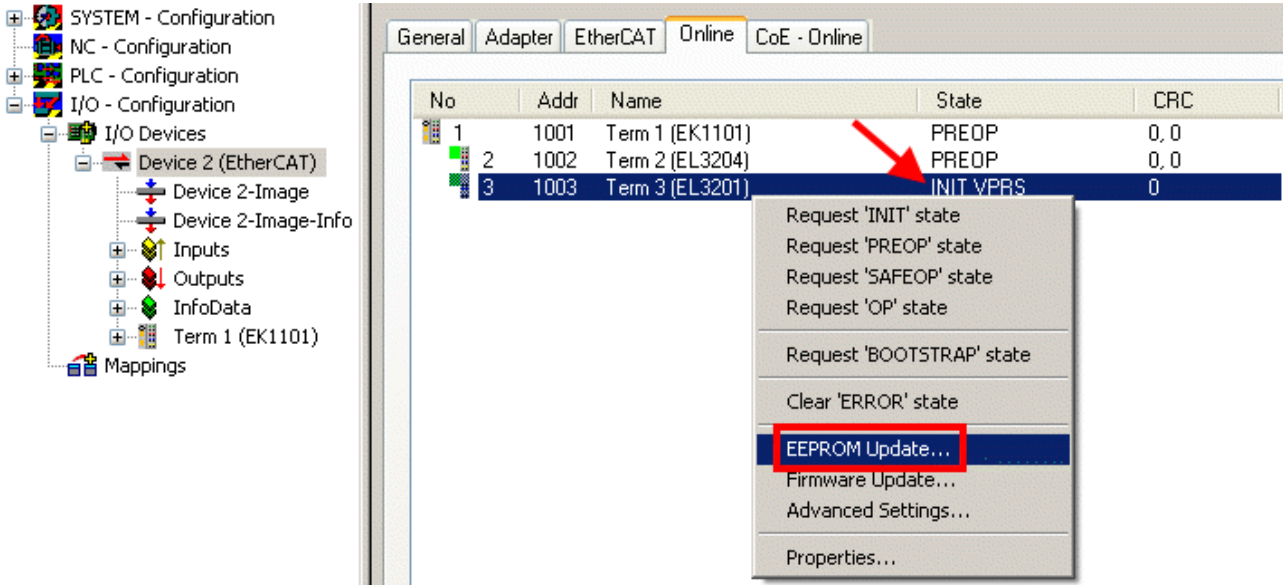 SYSTEM - Configuration
NC - Configuration
PLC - Configuration
I/O - Configuration
I/O Devices
Device 2 (EtherCAT)
Device 2-Image
Device 2-Image-Info
Inputs
Outputs
InfoData
Term 1 (EK1101)
Mappings
General Adapter EtherCAT Online CoE - Online
No Addr Name State CRC
1 1001 Term 1 (EK1101) PREOP 0, 0
2 1002 Term 2 (EL3204) PREOP 0, 0
3 1003 Term 3 (EL3201) INIT VPRS 0
Request 'INIT' state
Request 'PREOP' state
Request 'SAFEOP' state
Request 'OP' state
Request 'BOOTSTRAP' state
Clear 'ERROR' state
EEPROM Update...
Firmware Update...
Advanced Settings...
Properties...